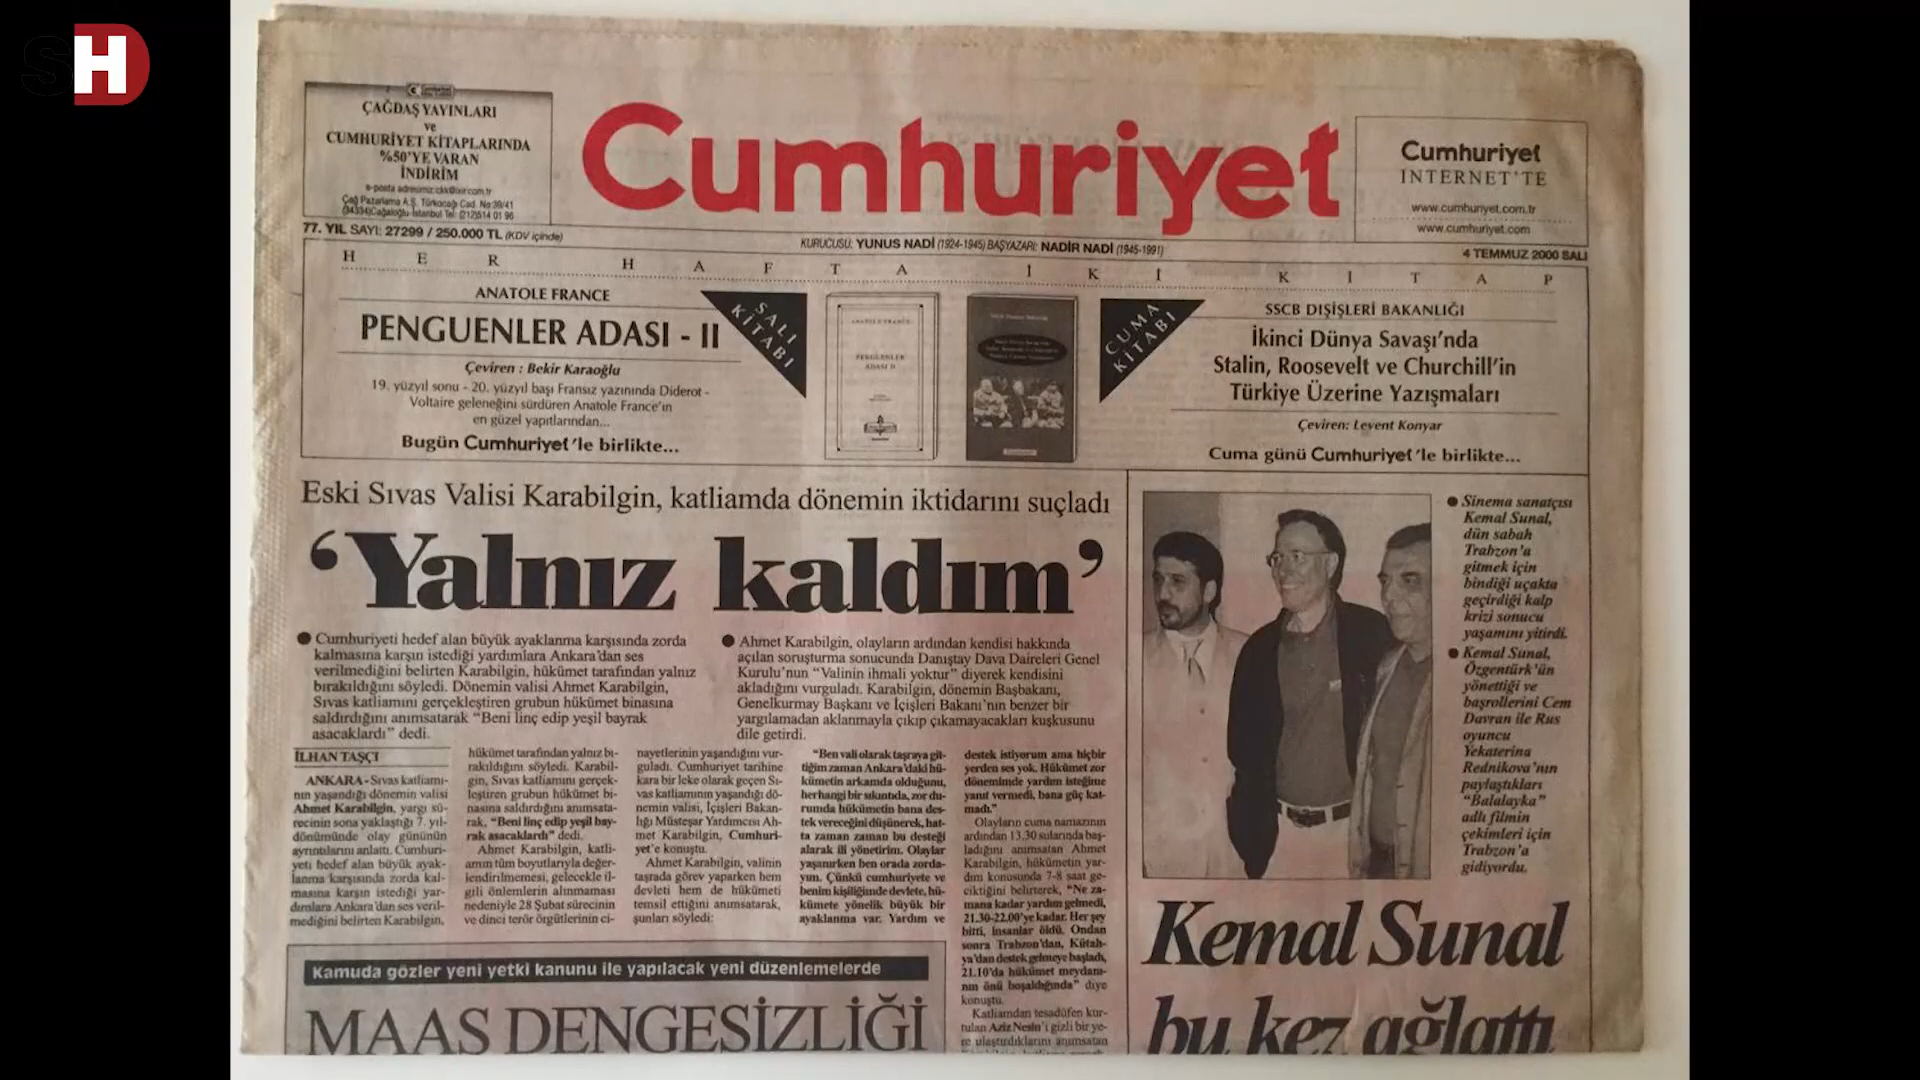 SH
ÇAĞDAŞ YAYINLARI
ve
CUMHURİYET KİTAPLARINDA
%50'YE VARAN
İNDİRİM
e-posta adresimiz:ckk@ixir.com.tr
Çağ Pazarlama A.Ş. Türkocağı Cad. No:39/41
(34334)Cağaloğlu-İstanbul Tel: (212)514 01 96
Cumhuriyet
Cumhuriyet
INTERNET'TE
www.cumhuriyet.com.tr
www.cumhuriyet.com
77. YIL SAYI: 27299 / 250.000 TL (KDV içinde)
KURUCUSU: YUNUS NADİ (1924-1945) BAŞYAZARI: NADİR NADİ (1945-1991)
4 TEMMUZ 2000 SALI
HER HAFTA İKİ KİTAP
ANATOLE FRANCE
PENGUENLER ADASI - II
Çeviren : Bekir Karaoğlu
19. yüzyıl sonu - 20. yüzyıl başı Fransız yazınında Diderot -
Voltaire geleneğini sürdüren Anatole France'ın
en güzel yapıtlarından...
Bugün Cumhuriyet'le birlikte...
SALI
KİTABI
ANATOLE FRANCE
PENGUENLER
ADASI II
CUMA
KİTABI
SSCB DIŞİŞLERİ BAKANLIĞI
İkinci Dünya Savaşı'nda
Stalin, Roosevelt ve Churchill'in
Türkiye Üzerine Yazışmaları
Çeviren: Levent Konyar
Cuma günü Cumhuriyet'le birlikte...
Eski Sıvas Valisi Karabilgin, katliamda dönemin iktidarını suçladı
'Yalnız kaldım'
● Cumhuriyeti hedef alan büyük ayaklanma karşısında zorda
kalmasına karşın istediği yardımlara Ankara'dan ses
verilmediğini belirten Karabilgin, hükümet tarafından yalnız
bırakıldığını söyledi. Dönemin valisi Ahmet Karabilgin,
Sıvas katliamını gerçekleştiren grubun hükümet binasına
saldırdığını anımsatarak "Beni linç edip yeşil bayrak
asacaklardı" dedi.
● Ahmet Karabilgin, olayların ardından kendisi hakkında
açılan soruşturma sonucunda Danıştay Dava Daireleri Genel
Kurulu'nun "Valinin ihmali yoktur" diyerek kendisini
akladığını vurguladı. Karabilgin, dönemin Başbakanı,
Genelkurmay Başkanı ve İçişleri Bakanı'nın benzer bir
yargılamadan aklanmayla çıkıp çıkamayacakları kuşkusunu
dile getirdi.
İLHAN TAŞCI
ANKARA - Sıvas katliamı-
nın yaşandığı dönemin valisi
Ahmet Karabilgin, yargı sü-
recinin sona yaklaştığı 7. yıl-
dönümünde olay gününün
ayrıntılarını anlattı. Cumhuri-
yeti hedef alan büyük ayak-
lanma karşısında zorda kal-
masına karşın istediği yar-
dımlara Ankara'dan ses veril-
mediğini belirten Karabilgin,
hükümet tarafından yalnız bı-
rakıldığını söyledi. Karabil-
gin, Sıvas katliamını gerçek-
leştiren grubun hükümet bi-
nasına saldırdığını anımsata-
rak, "Beni linç edip yeşil bay-
rak asacaklardı" dedi.
Ahmet Karabilgin, katli-
amın tüm boyutlarıyla değer-
lendirilmemesi, gelecekle il-
gili önlemlerin alınmaması
nedeniyle 28 Şubat sürecinin
ve dinci terör örgütlerinin ci-
nayetlerinin yaşandığını vur-
guladı. Cumhuriyet tarihine
kara bir leke olarak geçen Sı-
vas katliamının yaşandığı dö-
nemin valisi, İçişleri Bakan-
lığı Müsteşar Yardımcısı Ah-
met Karabilgin, Cumhuri-
yet'e konuştu.
Ahmet Karabilgin, valinin
taşrada görev yaparken hem
devleti hem de hükümeti
temsil ettiğini anımsatarak,
şunları söyledi:
"Ben vali olarak taşraya git-
tiğim zaman Ankara'daki hü-
kümetin arkamda olduğunu,
herhangi bir sıkıntıda, zor du-
rumda hükümetin bana des-
tek vereceğini düşünerek, hat-
ta zaman zaman bu desteği
alarak ili yönetirim. Olaylar
yaşanırken ben orada zorda-
yım. Çünkü cumhuriyete ve
benim kişiliğimde devlete, hü-
kümete yönelik büyük bir
ayaklanma var. Yardım ve
destek istiyorum ama hiçbir
yerden ses yok. Hükümet zor
dönemimde yardım isteğime
yanıt vermedi, bana güç kat-
madı."
Olayların cuma namazının
ardından 13.30 sularında baş-
ladığını anımsatan Ahmet
Karabilgin, hükümetin yar-
dım konusunda 7-8 saat ge-
ciktiğini belirterek, "Ne za-
mana kadar yardım gelmedi,
21.30-22.00'ye kadar. Her şey
bitti, insanlar öldü. Ondan
sonra Trabzon'dan, Kütah-
ya'dan destek gelmeye başladı,
21.10'da hükümet meydanı-
nın önü boşaldığında" diye
konuştu.
Katliamdan tesadüfen kur-
tulan Aziz Nesin'i gizli bir ye-
re ulaştırdıklarını anımsatan
● Sinema sanatçısı
Kemal Sunal,
dün sabah
Trabzon'a
gitmek için
bindiği uçakta
geçirdiği kalp
krizi sonucu
yaşamını yitirdi.
● Kemal Sunal,
Özgentürk'ün
yönettiği ve
başrollerini Cem
Davran ile Rus
oyuncu
Yekaterina
Rednikova'nın
paylaştıkları
"Balalayka"
adlı filmin
çekimleri için
Trabzon'a
gidiyordu.
Kemal Sunal
bu kez ağlattı
Kamuda gözler yeni yetki kanunu ile yapılacak yeni düzenlemelerde
MAAŞ DENGESİZLİĞİ